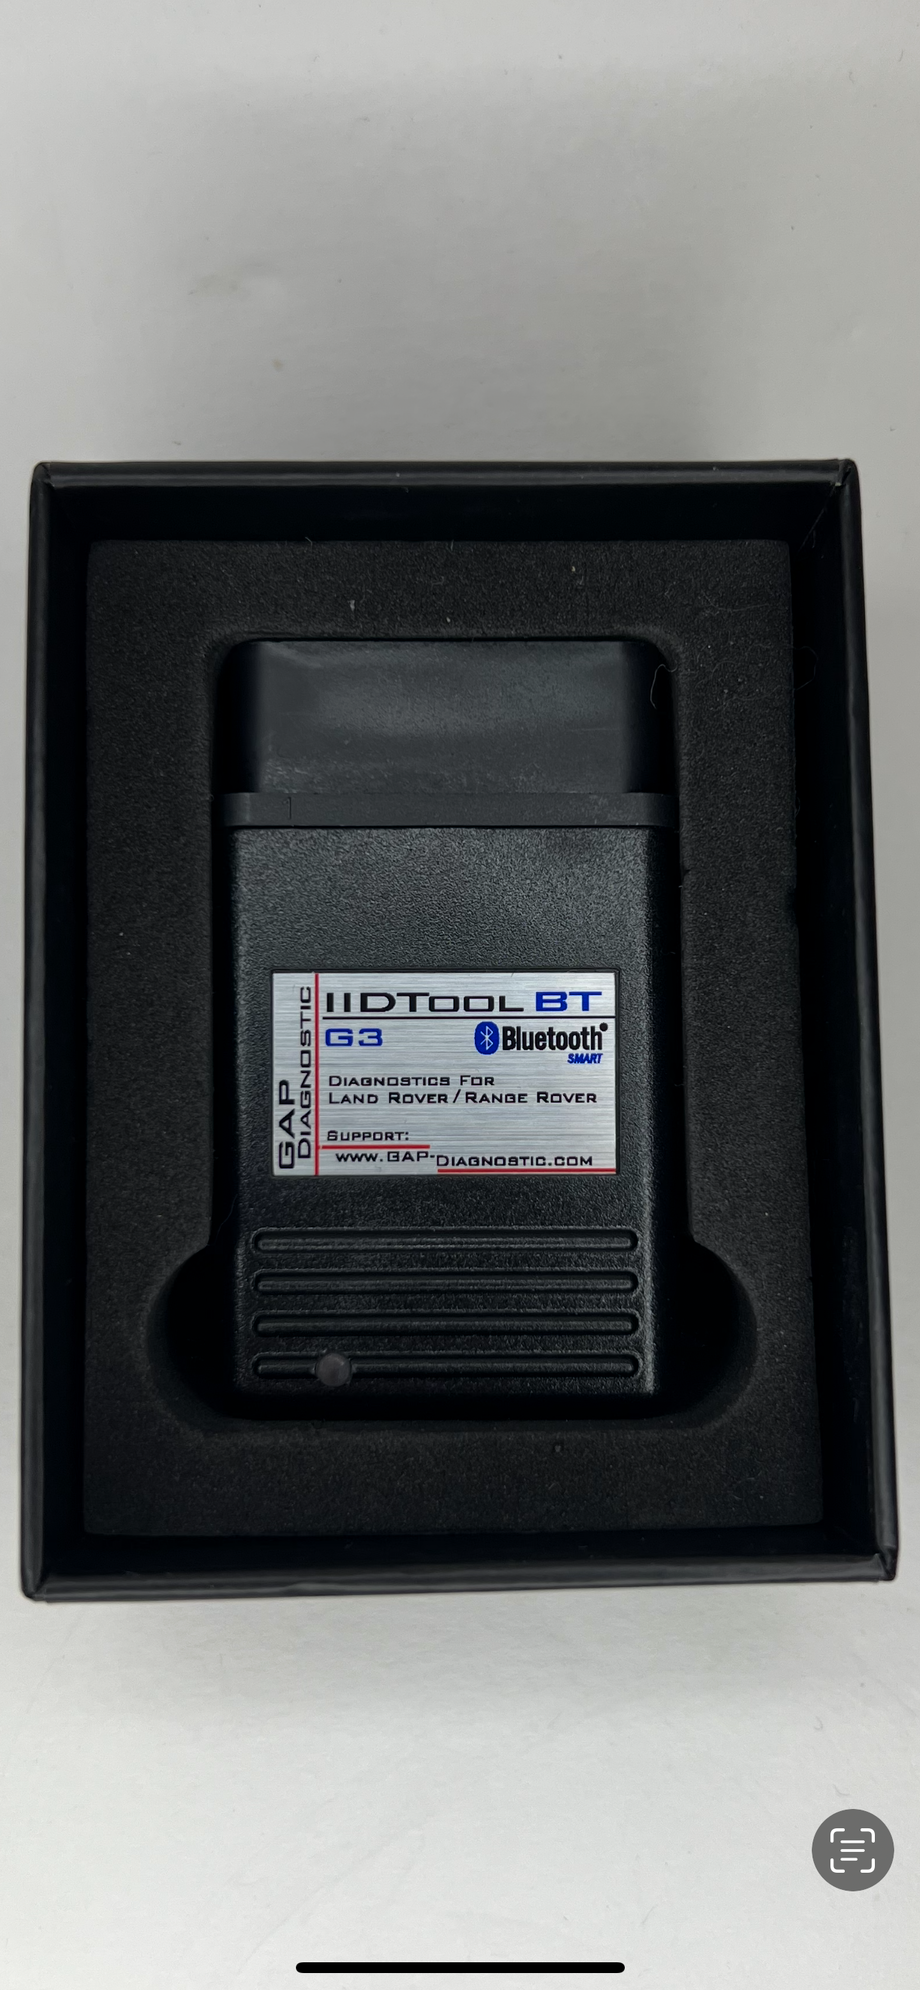 GAP
DIAGNOSTIC
IIDTOOL BT
G3
Bluetooth®
SMART
DIAGNOSTICS FOR
LAND ROVER/RANGE ROVER
SUPPORT:
WWW.GAP-DIAGNOSTIC.COM